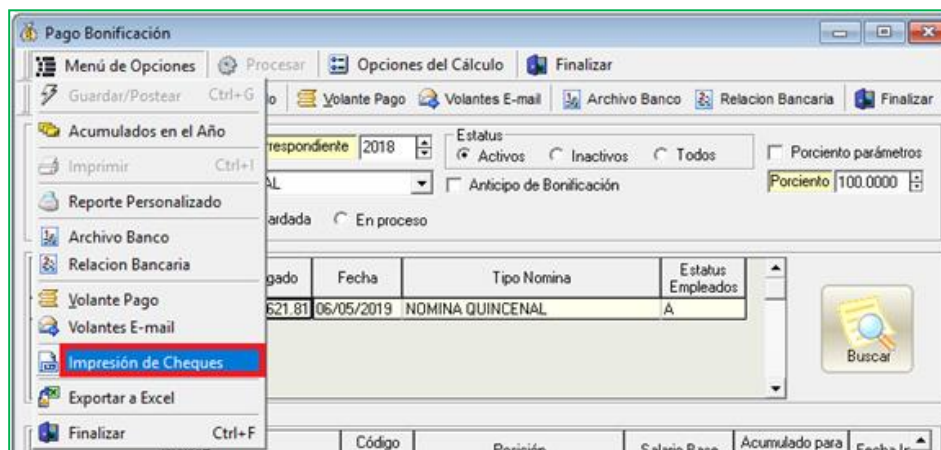 Pago Bonificación
Menú de Opciones Procesar Opciones del Cálculo Finalizar
Guardar/Postear Ctrl+G Volante Pago Volantes E-mail Archivo Banco Relacion Bancaria Finalizar
Acumulados en el Año
2018 Estatus
Activos Inactivos Todos Porciento parámetros
Imprimir Ctrl+I
Anticipo de Bonificación Porciento 100.0000
Reporte Personalizado
En proceso
Archivo Banco
Relacion Bancaria
Fecha Tipo Nomina Estatus Empleados
Volante Pago 621.81 06/05/2019 NOMINA QUINCENAL A
Volantes E-mail
Impresión de Cheques Buscar
Exportar a Excel
Finalizar Ctrl+F
Código Salario Base Acumulado para